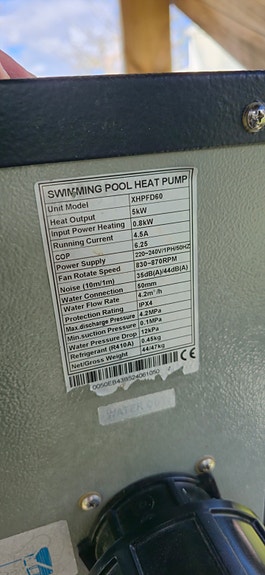 SWIMMING POOL HEAT PUMP
Unit Model XHPFD60
Heat Output 5kW
Input Power Heating 0.8kW
Running Current 4.5A
COP 6.25
Power Supply 220~240V/1PH/50HZ
Fan Rotate Speed 830~870RPM
Noise (10m/1m) 35dB(A)/44dB(A)
Water Connection 50mm
Water Flow Rate 4.2m³/h
Protection Rating IPX4
Max.discharge Pressure 4.2MPa
Min.suction Pressure 0.1MPa
Water Pressure Drop 12kPa
Refrigerant (R410A) 0.45kg
Net/Gross Weight 44/47kg
WATER OUT